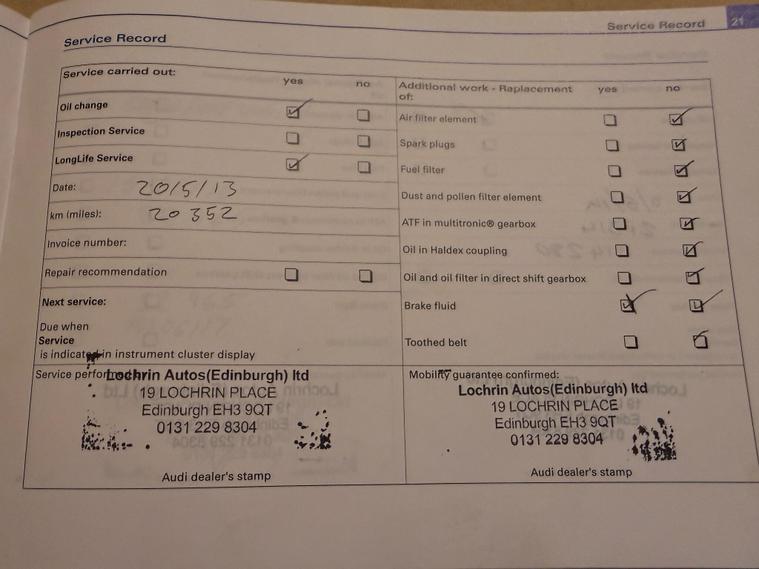 Service Record 21
Service Record
Service carried out: yes no
Oil change
Inspection Service
LongLife Service
Date: 20/5/13
km (miles): 20 352
Invoice number:
Repair recommendation
Next service:
Due when
Service
is indicated in instrument cluster display
Service performed:
Lochrin Autos(Edinburgh) ltd
19 LOCHRIN PLACE
Edinburgh EH3 9QT
0131 229 8304
Audi dealer's stamp
Additional work - Replacement yes no
of:
Air filter element
Spark plugs
Fuel filter
Dust and pollen filter element
ATF in multitronic® gearbox
Oil in Haldex coupling
Oil and oil filter in direct shift gearbox
Brake fluid
Toothed belt
Mobility guarantee confirmed:
Lochrin Autos(Edinburgh) ltd
19 LOCHRIN PLACE
Edinburgh EH3 9QT
0131 229 8304
Audi dealer's stamp